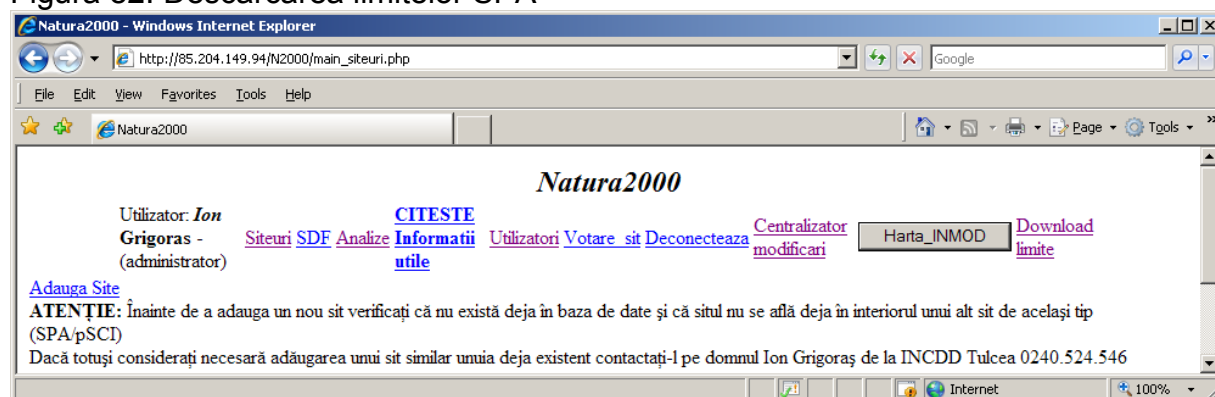 Figura 62. Descărcarea limitelor SPA
Natura2000 - Windows Internet Explorer
http://85.204.149.94/N2000/main_siteuri.php
Google
File Edit View Favorites Tools Help
Natura2000
Page Tools
Natura2000
Utilizator: Ion Grigoras - (administrator)
Siteuri SDF Analize CITESTE Informatii utile Utilizatori Votare_sit Deconecteaza Centralizator modificari Harta_INMOD Download limite
Adauga Site
ATENȚIE: Înainte de a adauga un nou sit verificați că nu există deja în baza de date și că situl nu se află deja în interiorul unui alt sit de același tip
(SPA/pSCI)
Dacă totuși considerați necesară adăugarea unui sit similar unuia deja existent contactați-l pe domnul Ion Grigoraș de la INCDD Tulcea 0240.524.546
Internet
100%